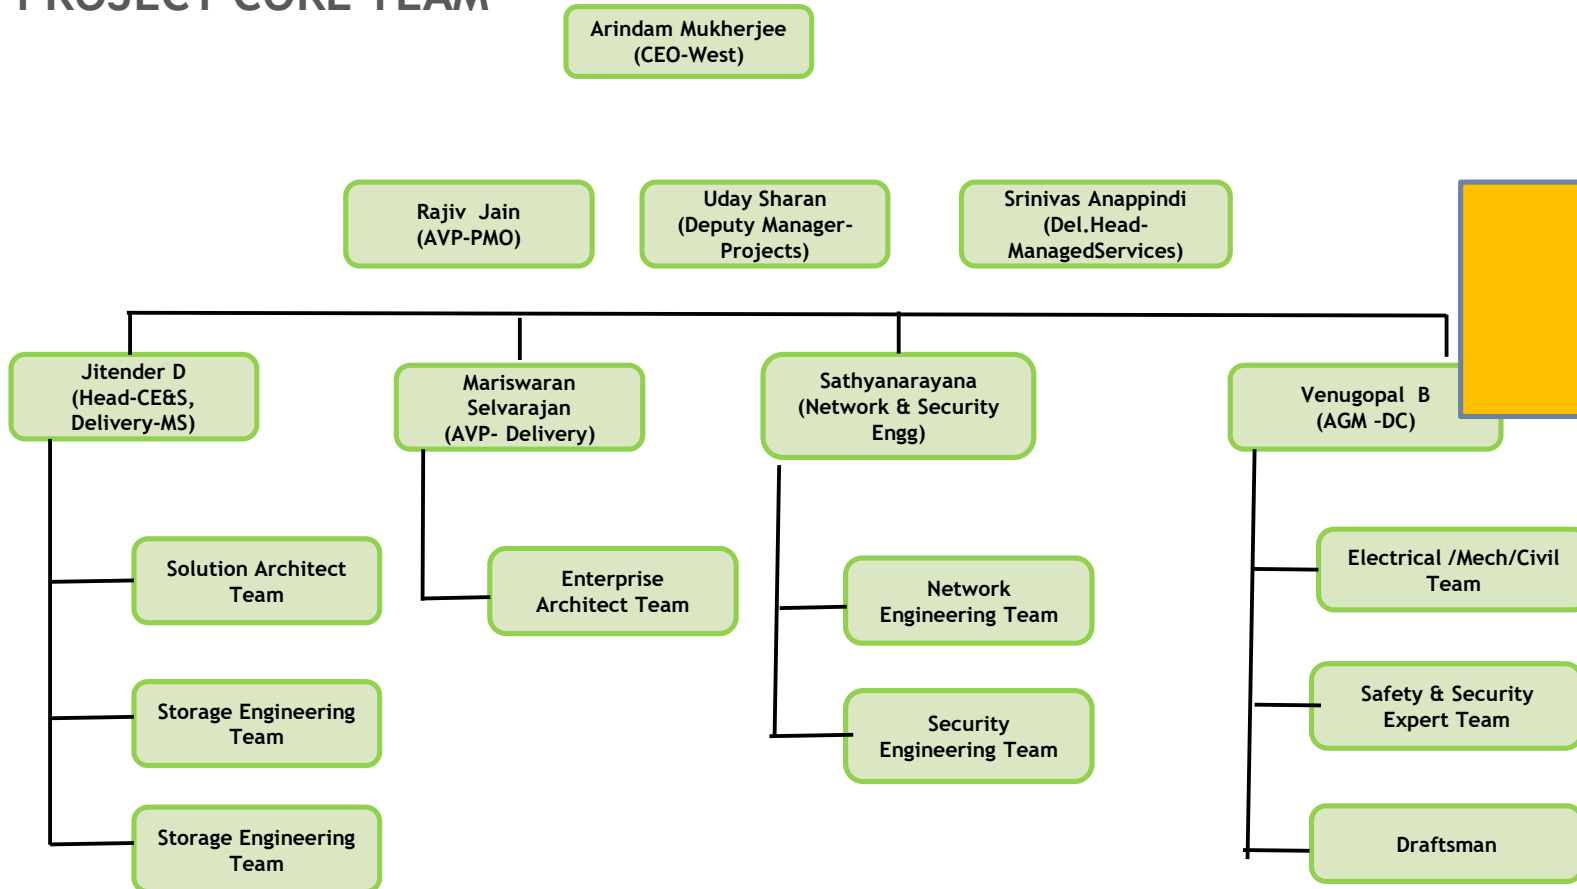 PROJECT CORE TEAM
Arindam Mukherjee
(CEO-West)
Rajiv Jain
(AVP-PMO)
Uday Sharan
(Deputy Manager-
Projects)
Srinivas Anappindi
(Del.Head-
ManagedServices)
Jitender D
(Head-CE&S,
Delivery-MS)
Mariswaran
Selvarajan
(AVP- Delivery)
Sathyanarayana
(Network & Security
Engg)
Venugopal B
(AGM -DC)
Solution Architect
Team
Storage Engineering
Team
Storage Engineering
Team
Enterprise
Architect Team
Network
Engineering Team
Security
Engineering Team
Electrical /Mech/Civil
Team
Safety & Security
Expert Team
Draftsman